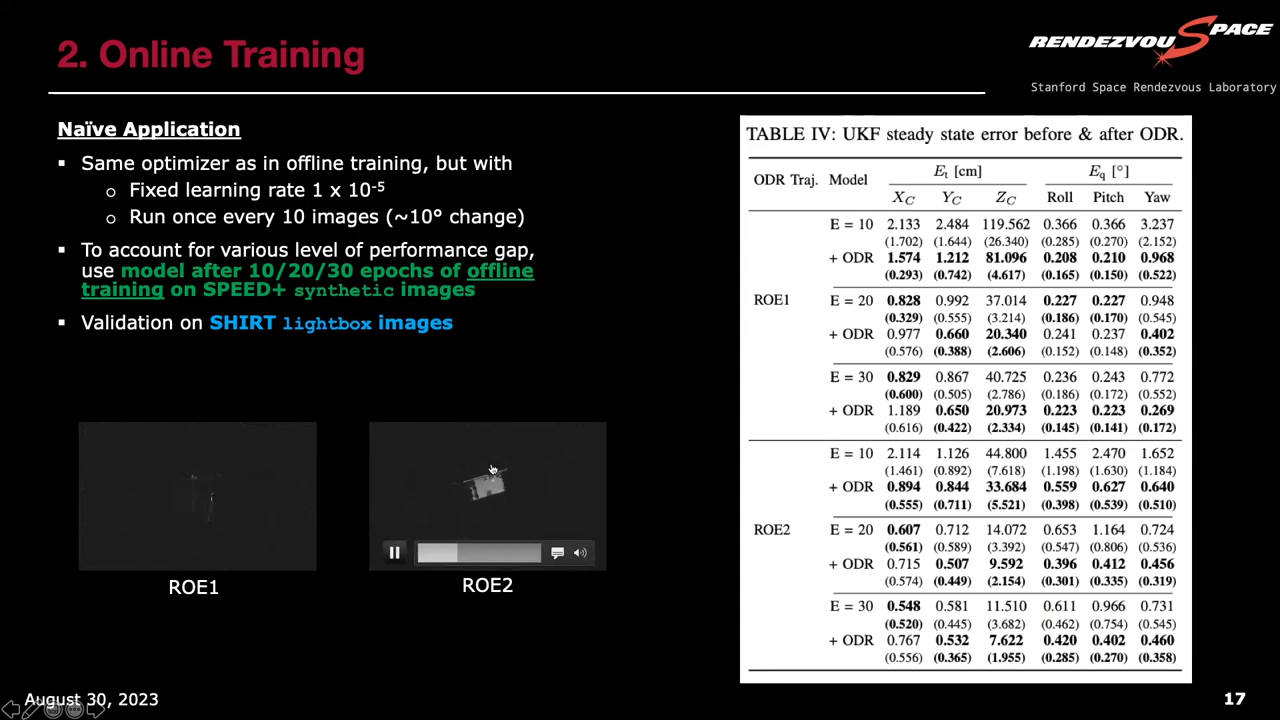 2. Online Training
RENDEZVOUS SPACE
Stanford Space Rendezvous Laboratory
Naïve Application
▪ Same optimizer as in offline training, but with
o Fixed learning rate 1 x 10-5
o Run once every 10 images (~10° change)
▪ To account for various level of performance gap,
use model after 10/20/30 epochs of offline
training on SPEED+ synthetic images
▪ Validation on SHIRT lightbox images
ROE1
ROE2
TABLE IV: UKF steady state error before & after ODR.
ODR Traj. Model Et [cm] Eq [°]
XC YC ZC Roll Pitch Yaw
E = 10 2.133 2.484 119.562 0.366 0.366 3.237
(1.702) (1.644) (26.340) (0.285) (0.270) (2.152)
+ ODR 1.574 1.212 81.096 0.208 0.210 0.968
(0.293) (0.742) (4.617) (0.165) (0.150) (0.522)
ROE1 E = 20 0.828 0.992 37.014 0.227 0.227 0.948
(0.329) (0.555) (3.214) (0.186) (0.170) (0.545)
+ ODR 0.977 0.660 20.340 0.241 0.237 0.402
(0.576) (0.388) (2.606) (0.152) (0.148) (0.352)
E = 30 0.829 0.867 40.725 0.236 0.243 0.772
(0.600) (0.505) (2.786) (0.186) (0.172) (0.552)
+ ODR 1.189 0.650 20.973 0.223 0.223 0.269
(0.616) (0.422) (2.334) (0.145) (0.141) (0.172)
E = 10 2.114 1.126 44.800 1.455 2.470 1.652
(1.461) (0.892) (7.618) (1.198) (1.630) (1.184)
+ ODR 0.894 0.844 33.684 0.559 0.627 0.640
(0.555) (0.711) (5.521) (0.398) (0.539) (0.510)
ROE2 E = 20 0.607 0.712 14.072 0.653 1.164 0.724
(0.561) (0.589) (3.392) (0.547) (0.806) (0.536)
+ ODR 0.715 0.507 9.592 0.396 0.412 0.456
(0.574) (0.449) (2.154) (0.301) (0.335) (0.319)
E = 30 0.548 0.581 11.510 0.611 0.966 0.731
(0.520) (0.445) (3.682) (0.462) (0.754) (0.545)
+ ODR 0.767 0.532 7.622 0.420 0.402 0.460
(0.556) (0.365) (1.955) (0.285) (0.270) (0.358)
August 30, 2023
17